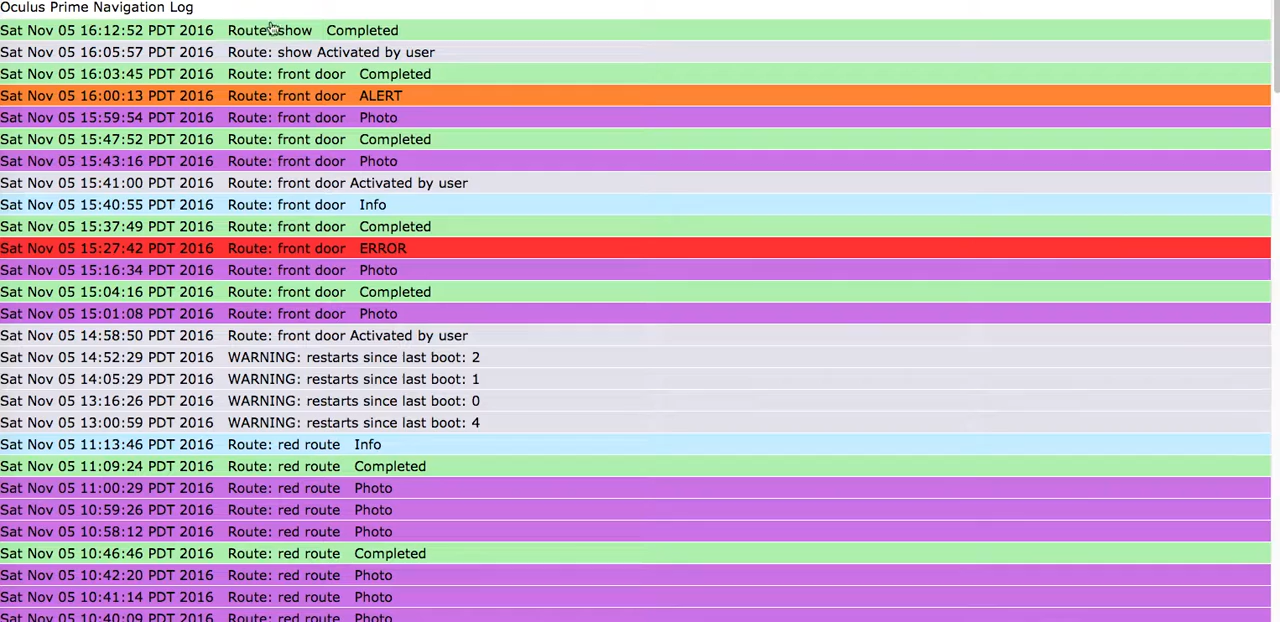 Oculus Prime Navigation Log
Sat Nov 05 16:12:52 PDT 2016 Route: show Completed
Sat Nov 05 16:05:57 PDT 2016 Route: show Activated by user
Sat Nov 05 16:03:45 PDT 2016 Route: front door Completed
Sat Nov 05 16:00:13 PDT 2016 Route: front door ALERT
Sat Nov 05 15:59:54 PDT 2016 Route: front door Photo
Sat Nov 05 15:47:52 PDT 2016 Route: front door Completed
Sat Nov 05 15:43:16 PDT 2016 Route: front door Photo
Sat Nov 05 15:41:00 PDT 2016 Route: front door Activated by user
Sat Nov 05 15:40:55 PDT 2016 Route: front door Info
Sat Nov 05 15:37:49 PDT 2016 Route: front door Completed
Sat Nov 05 15:27:42 PDT 2016 Route: front door ERROR
Sat Nov 05 15:16:34 PDT 2016 Route: front door Photo
Sat Nov 05 15:04:16 PDT 2016 Route: front door Completed
Sat Nov 05 15:01:08 PDT 2016 Route: front door Photo
Sat Nov 05 14:58:50 PDT 2016 Route: front door Activated by user
Sat Nov 05 14:52:29 PDT 2016 WARNING: restarts since last boot: 2
Sat Nov 05 14:05:29 PDT 2016 WARNING: restarts since last boot: 1
Sat Nov 05 13:16:26 PDT 2016 WARNING: restarts since last boot: 0
Sat Nov 05 13:00:59 PDT 2016 WARNING: restarts since last boot: 4
Sat Nov 05 11:13:46 PDT 2016 Route: red route Info
Sat Nov 05 11:09:24 PDT 2016 Route: red route Completed
Sat Nov 05 11:00:29 PDT 2016 Route: red route Photo
Sat Nov 05 10:59:26 PDT 2016 Route: red route Photo
Sat Nov 05 10:58:12 PDT 2016 Route: red route Photo
Sat Nov 05 10:46:46 PDT 2016 Route: red route Completed
Sat Nov 05 10:42:20 PDT 2016 Route: red route Photo
Sat Nov 05 10:41:14 PDT 2016 Route: red route Photo
Sat Nov 05 10:40:09 PDT 2016 Route: red route Photo